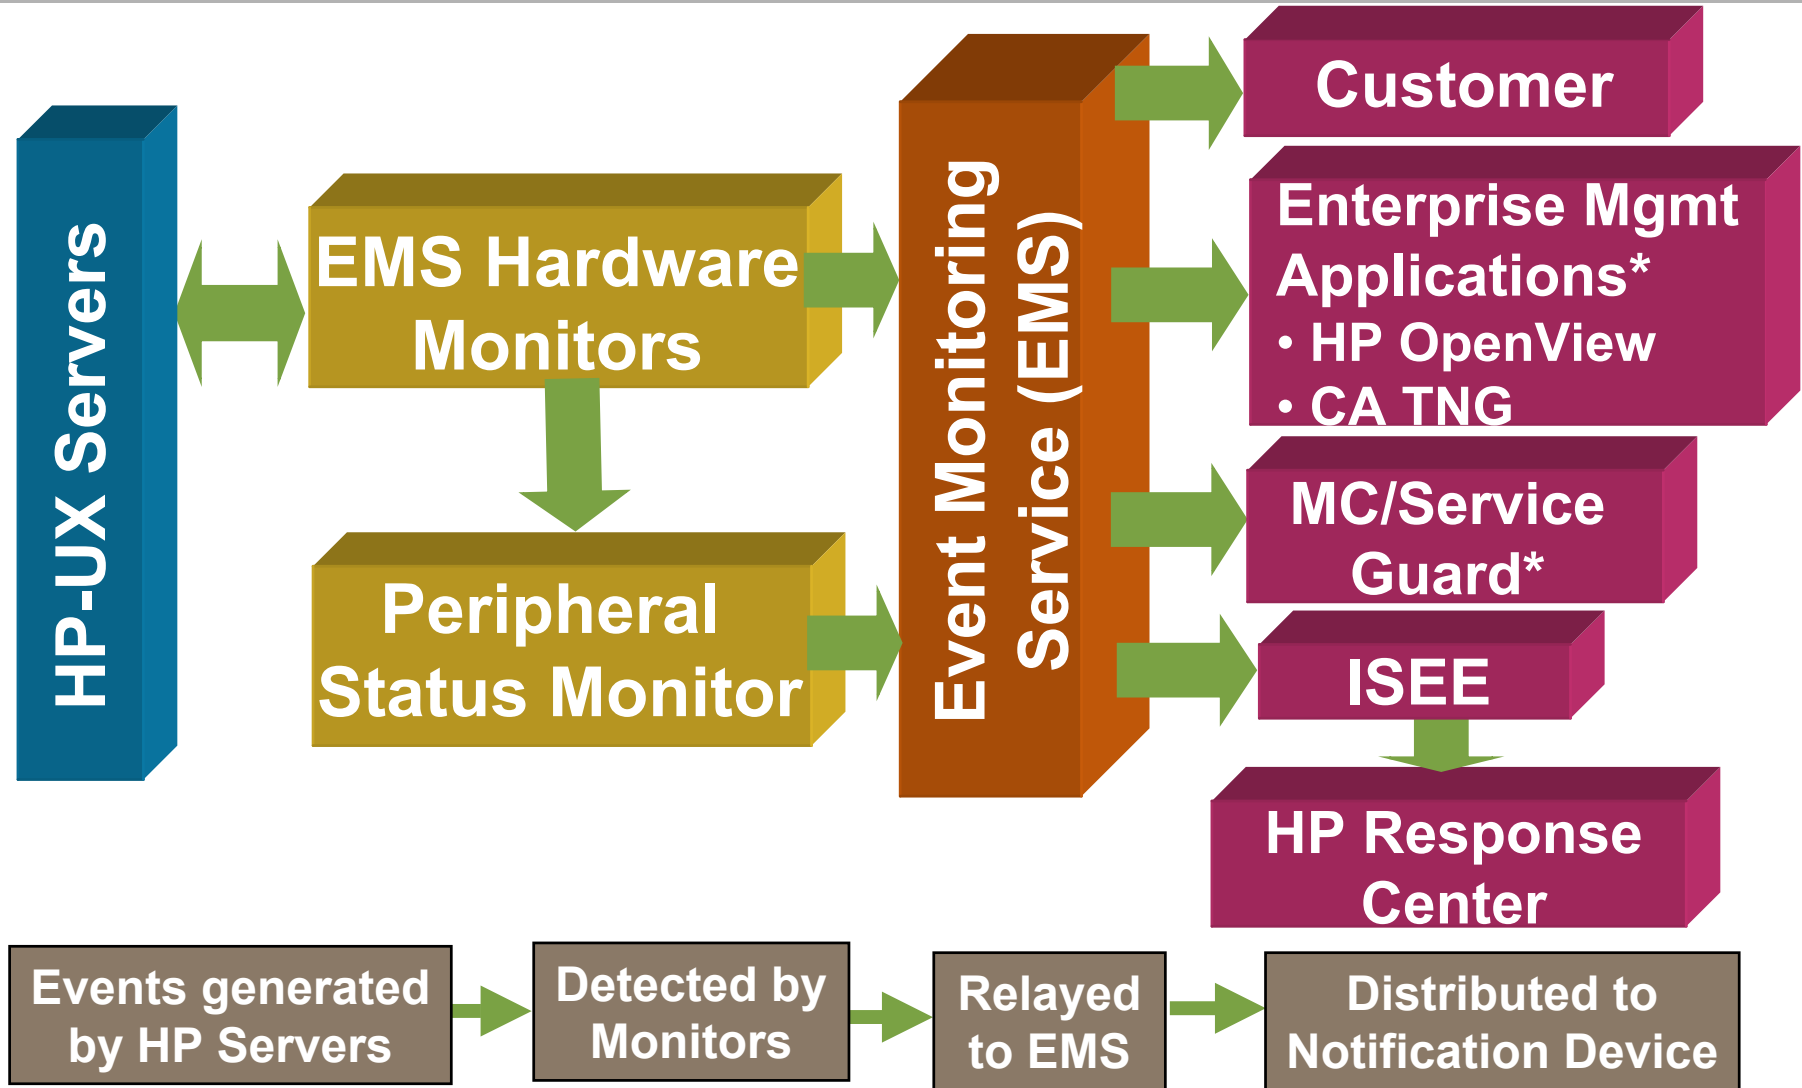 HP-UX Servers
EMS Hardware
Monitors
Peripheral
Status Monitor
Event Monitoring
Service (EMS)
Customer
Enterprise Mgmt
Applications*
• HP OpenView
• CA TNG
MC/Service
Guard*
ISEE
HP Response
Center
Events generated
by HP Servers
Detected by
Monitors
Relayed
to EMS
Distributed to
Notification Device